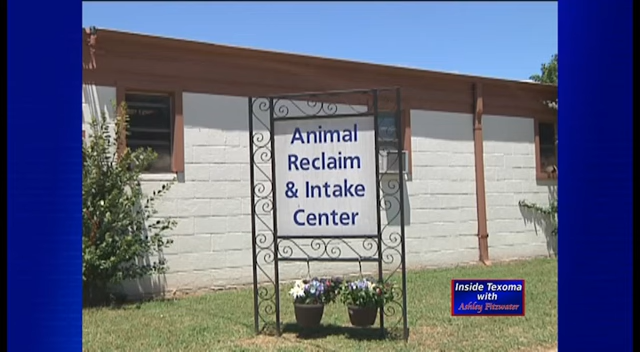 Animal
Reclaim
& Intake
Center
Inside Texoma
with
Ashley Fitzwater